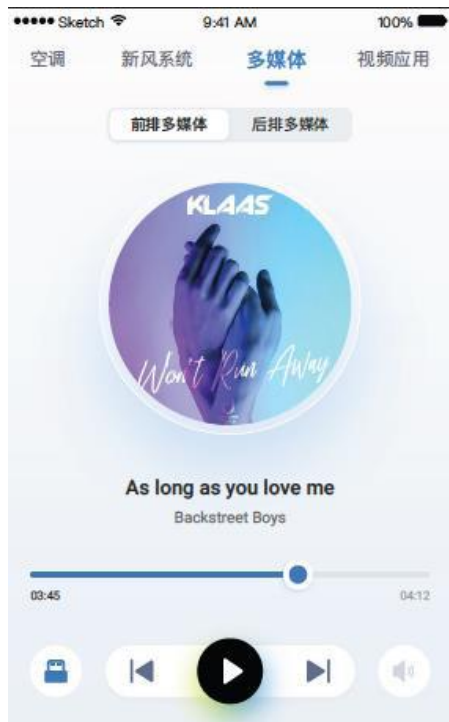 Sketch 9:41 AM 100%
空调 新风系统 多媒体 视频应用
前排多媒体 后排多媒体
KLAAS
Won't Run Away
As long as you love me
Backstreet Boys
03:45 04:12